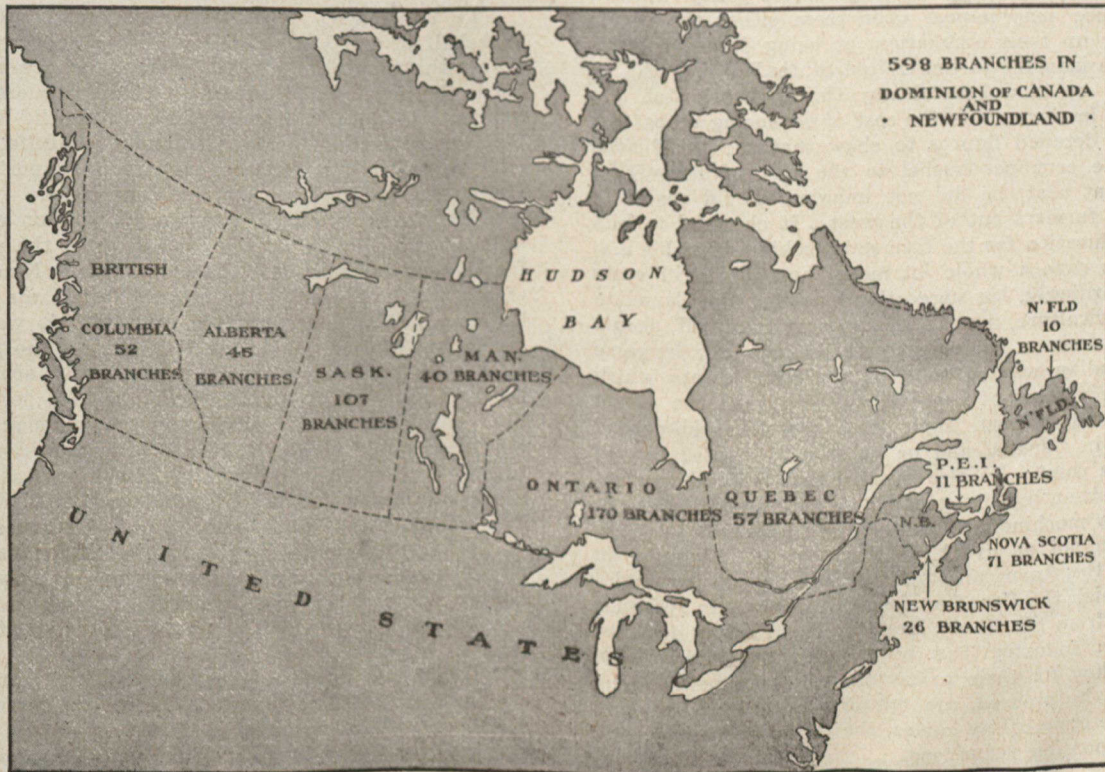 598 BRANCHES IN
DOMINION OF CANADA
AND
· NEWFOUNDLAND ·
BRITISH
COLUMBIA
52
BRANCHES
ALBERTA
45
BRANCHES
SASK.
107
BRANCHES
MAN.
40 BRANCHES
HUDSON
BAY
ONTARIO
170 BRANCHES
QUEBEC
57 BRANCHES
N'FLD
10
BRANCHES
N'FLD.
P.E.I.
11 BRANCHES
N.B.
NOVA SCOTIA
71 BRANCHES
NEW BRUNSWICK
26 BRANCHES
UNITED STATES